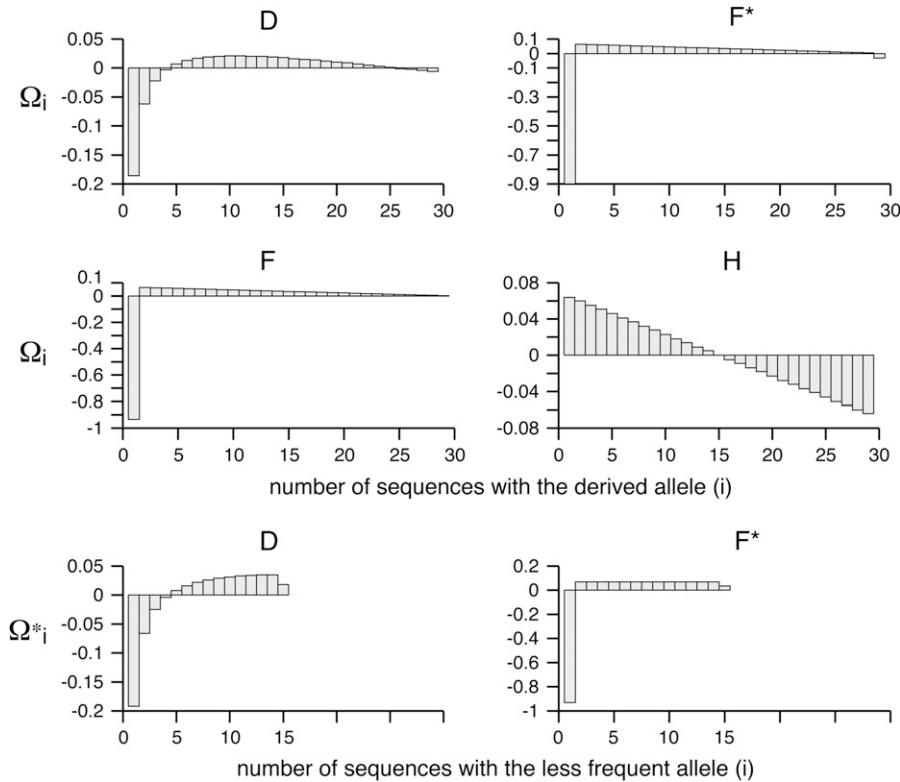 D
F*
0.05
0
-0.05
-0.1
-0.15
-0.2
Ωi
0 5 10 15 20 25 30
0.1
-0.1
-0.3
-0.5
-0.7
-0.9
0 5 10 15 20 25 30
F
H
0.1
0
-0.2
-0.4
-0.6
-0.8
-1
Ωi
0 5 10 15 20 25 30
0.08
0.04
0
-0.04
-0.08
0 5 10 15 20 25 30
number of sequences with the derived allele (i)
D
F*
0.05
0
-0.05
-0.1
-0.15
-0.2
Ω*i
0 5 10 15
0.2
0
-0.2
-0.4
-0.6
-0.8
-1
0 5 10 15
number of sequences with the less frequent allele (i)